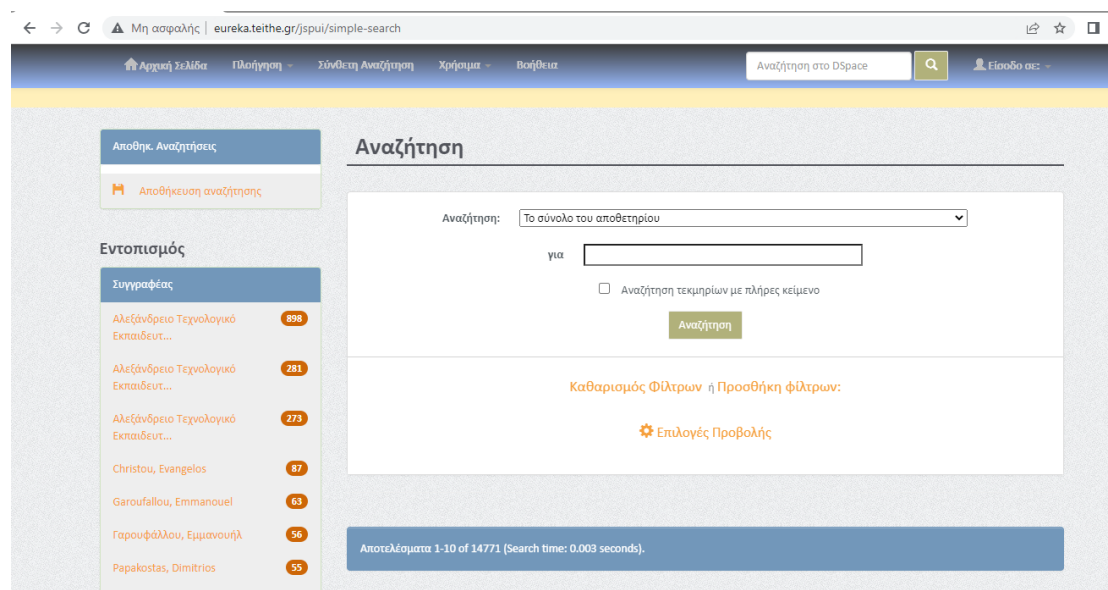 Μη ασφαλής | eureka.teithe.gr/jspui/simple-search
Αρχική Σελίδα Πλοήγηση Σύνθετη Αναζήτηση Χρήσιμα Βοήθεια Αναζήτηση στο DSpace Είσοδο σε:
Αποθηκ. Αναζητήσεις
Αποθήκευση αναζήτησης
Εντοπισμός
Συγγραφέας
Αλεξάνδρειο Τεχνολογικό 898
Εκπαιδευτ...
Αλεξάνδρειο Τεχνολογικό 281
Εκπαιδευτ...
Αλεξάνδρειο Τεχνολογικό 273
Εκπαιδευτ...
Christou, Evangelos 87
Garoufallou, Emmanouel 63
Γαρουφάλλου, Εμμανουήλ 56
Papakostas, Dimitrios 55
Αναζήτηση
Αναζήτηση: Το σύνολο του αποθετηρίου
για
Αναζήτηση τεκμηρίων με πλήρες κείμενο
Αναζήτηση
Καθαρισμός Φίλτρων ή Προσθήκη φίλτρων:
Επιλογές Προβολής
Αποτελέσματα 1-10 of 14771 (Search time: 0.003 seconds).